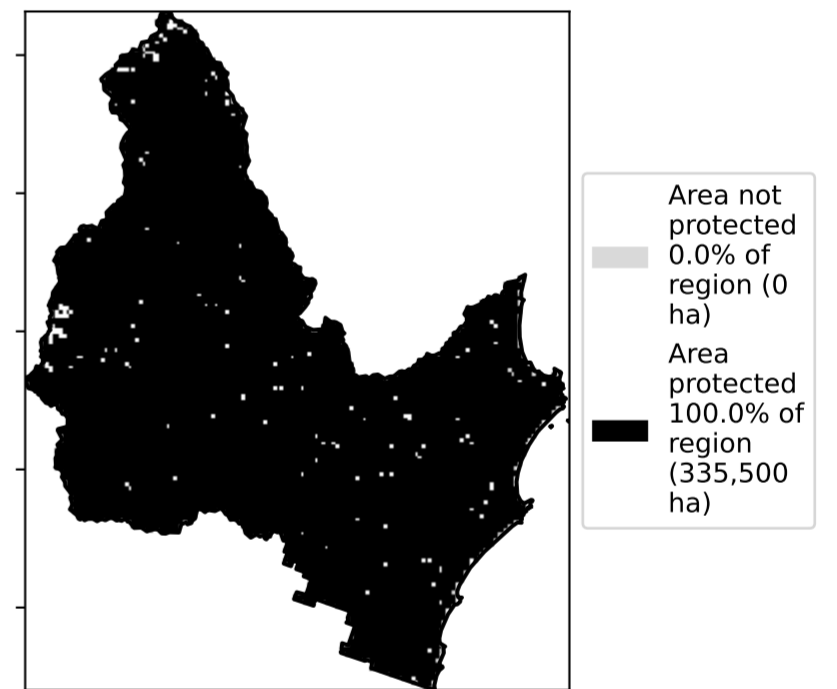 Area not
protected
0.0% of
region (0
ha)
Area
protected
100.0% of
region
(335,500
ha)